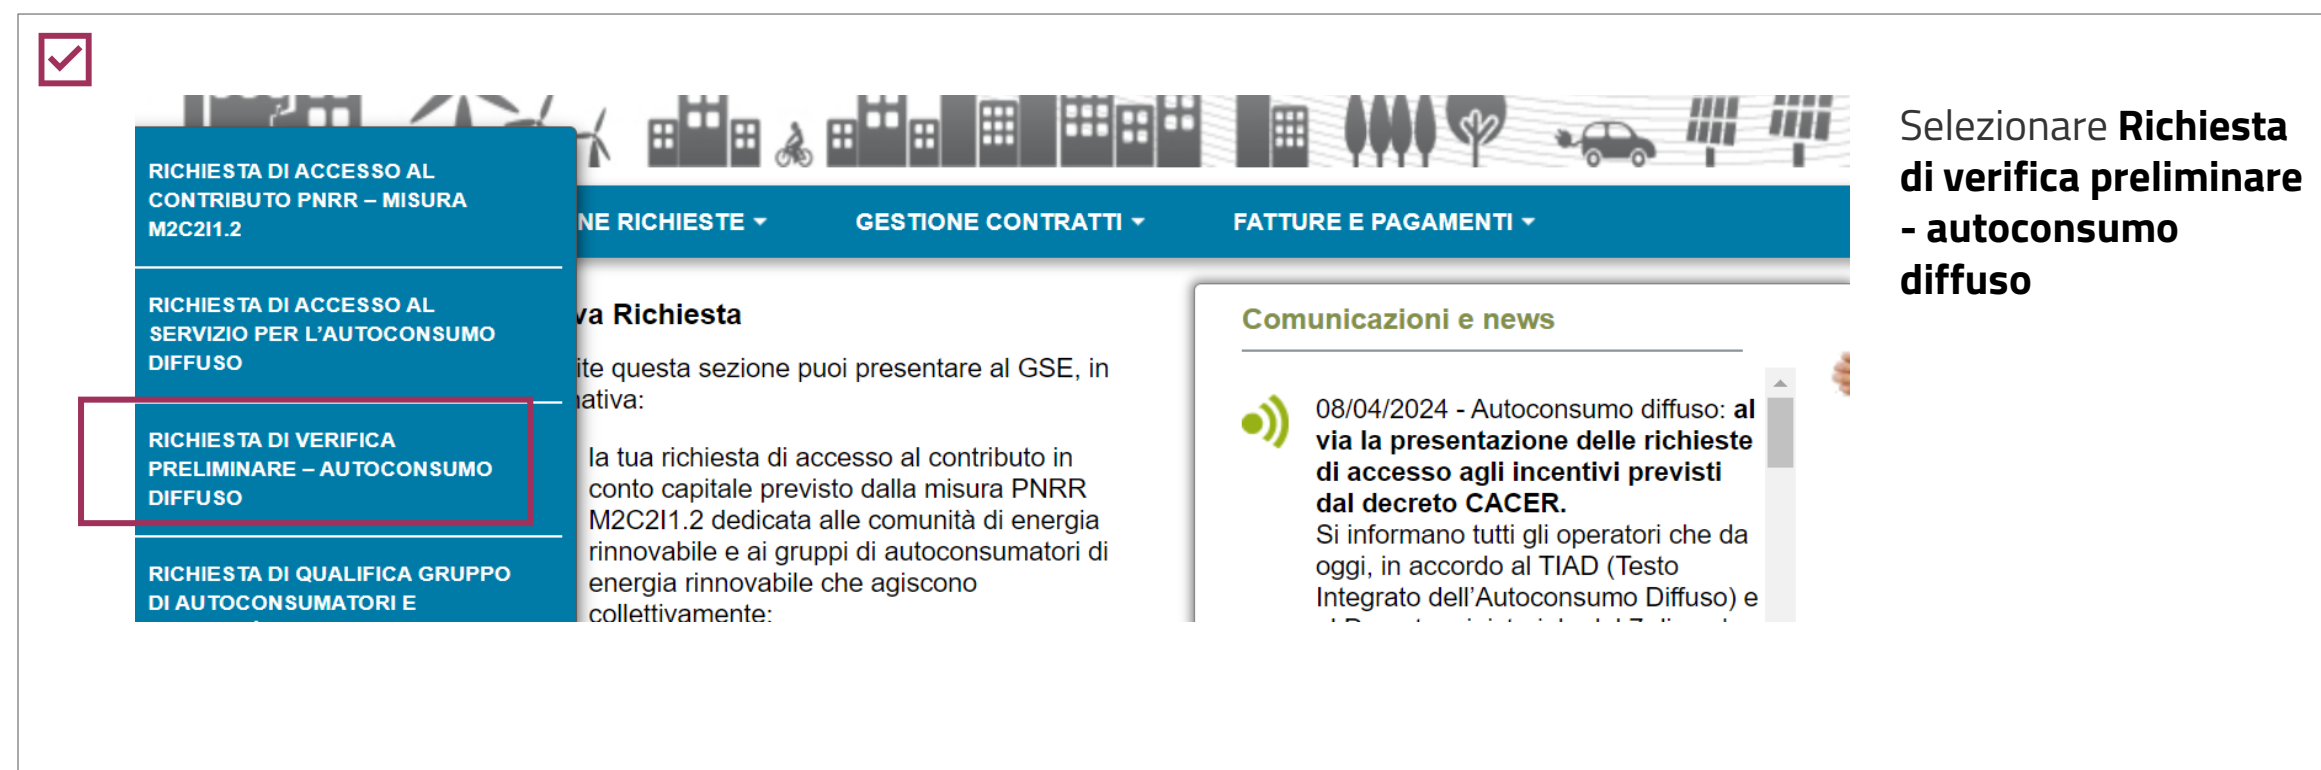 RICHIESTA DI ACCESSO AL
CONTRIBUTO PNRR – MISURA
M2C2I1.2
RICHIESTA DI ACCESSO AL
SERVIZIO PER L'AUTOCONSUMO
DIFFUSO
RICHIESTA DI VERIFICA
PRELIMINARE – AUTOCONSUMO
DIFFUSO
RICHIESTA DI QUALIFICA GRUPPO
DI AUTOCONSUMATORI E
NE RICHIESTE
GESTIONE CONTRATTI
FATTURE E PAGAMENTI
va Richiesta
ite questa sezione puoi presentare al GSE, in
nativa:
la tua richiesta di accesso al contributo in
conto capitale previsto dalla misura PNRR
M2C2I1.2 dedicata alle comunità di energia
rinnovabile e ai gruppi di autoconsumatori di
energia rinnovabile che agiscono
collettivamente;
Comunicazioni e news
08/04/2024 - Autoconsumo diffuso: al
via la presentazione delle richieste
di accesso agli incentivi previsti
dal decreto CACER.
Si informano tutti gli operatori che da
oggi, in accordo al TIAD (Testo
Integrato dell'Autoconsumo Diffuso) e
Selezionare Richiesta
di verifica preliminare
- autoconsumo
diffuso